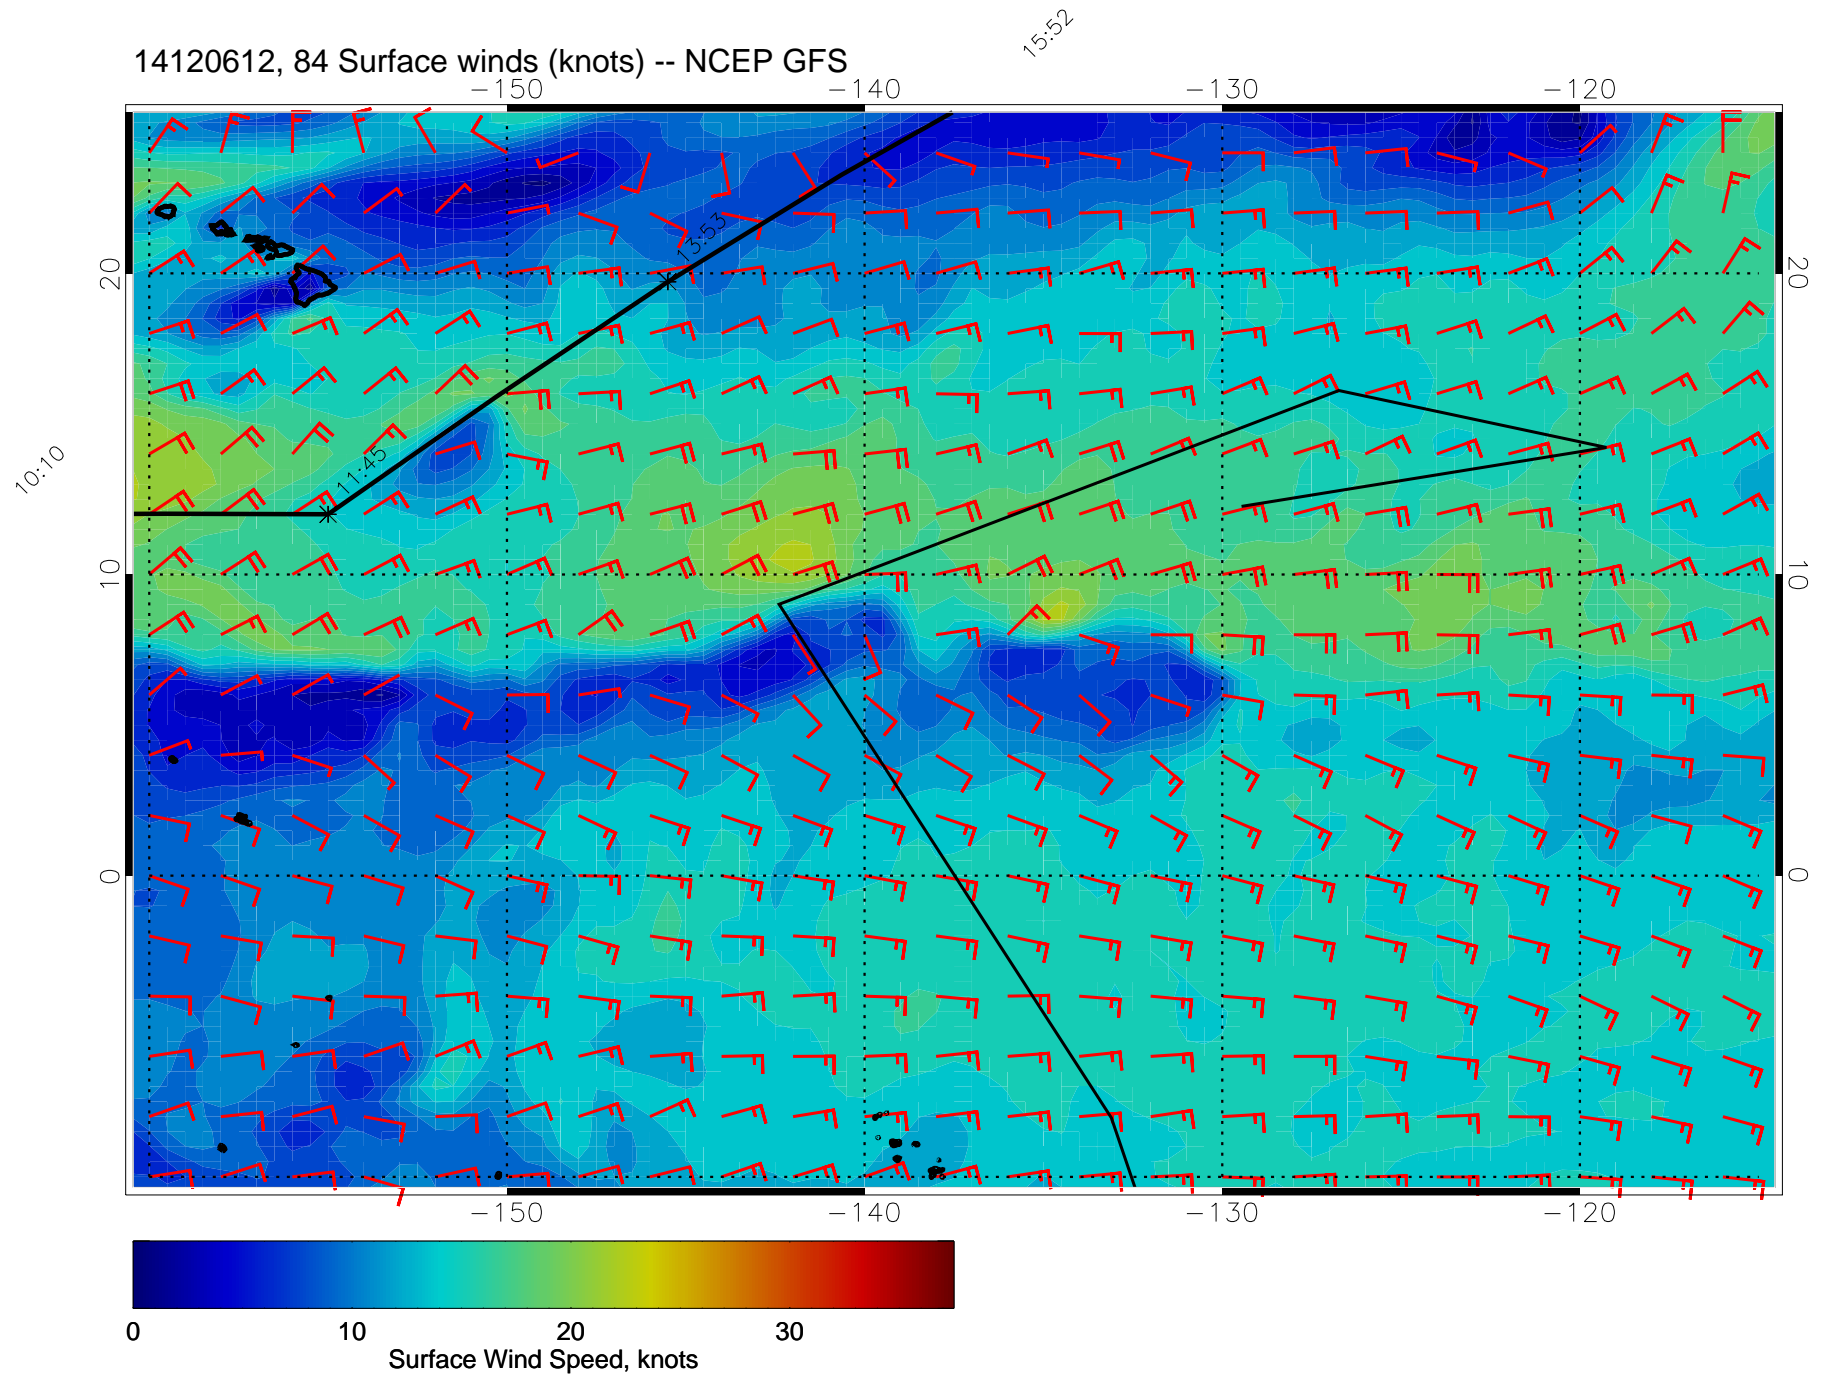 15:52
14120612, 84 Surface winds (knots) -- NCEP GFS
−150 −140 −130 −120
13:53
20 20
11:45
10:10
10 10
0 0
−150 −140 −130 −120
0 10 20 30
Surface Wind Speed, knots